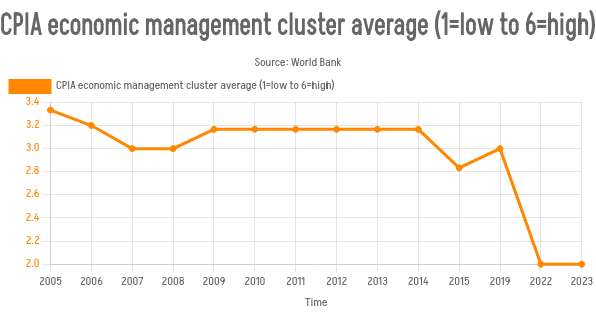 CPIA economic management cluster average (1=low to 6=high)
Source: World Bank
CPIA economic management cluster average (1=low to 6=high)
3.4
3.2
3.0
2.8
2.6
2.4
2.2
2.0
2005 2006 2007 2008 2009 2010 2011 2012 2013 2014 2015 2019 2022 2023
Time